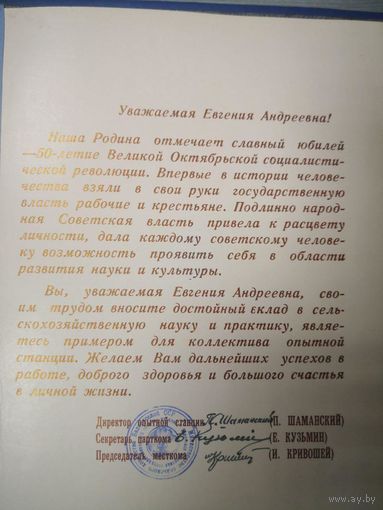 Уважаемая Евгения Андреевна!
Наша Родина отмечает славный юбилей
—50-летие Великой Октябрьской социалисти-
ческой революции. Впервые в истории челове-
чества взяли в свои руки государственную
власть рабочие и крестьяне. Подлинно народ-
ная Советская власть привела к расцвету
личности, дала каждому советскому челове-
ку возможность проявить себя в области
развития науки и культуры.
Вы, уважаемая Евгения Андреевна, сво-
им трудом вносите достойный вклад в сель-
скохозяйственную науку и практику, являе-
тесь примером для коллектива опытной
станции. Желаем Вам дальнейших успехов в
работе, доброго здоровья и большого счастья
в личной жизни.
Директор опытной станции П. Шаманский (П. ШАМАНСКИЙ)
Секретарь парткома Е. Кузьмин (Е. КУЗЬМИН)
Председатель месткома (И. КРИВОШЕЙ)
ay.by